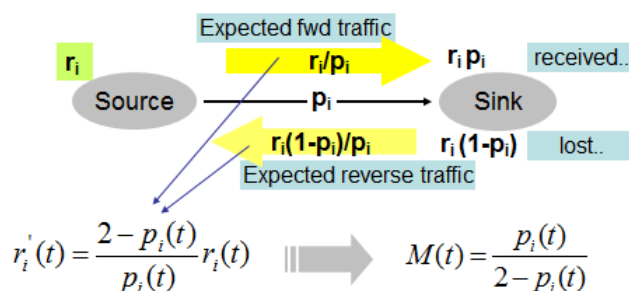 Expected fwd traffic
rᵢ
rᵢ/pᵢ
rᵢ pᵢ
received..
Source
pᵢ
Sink
rᵢ(1-pᵢ)/pᵢ
rᵢ (1-pᵢ)
lost..
Expected reverse traffic
r'ᵢ(t) = (2 − pᵢ(t))/pᵢ(t) rᵢ(t)
M(t) = pᵢ(t)/(2 − pᵢ(t))